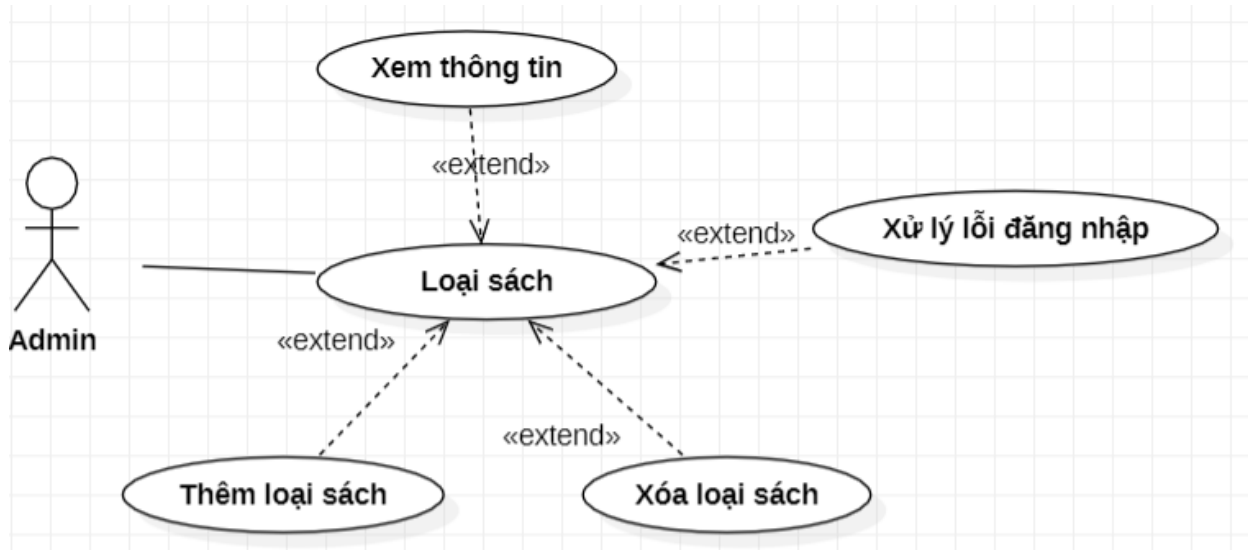 Xem thông tin
«extend»
Xử lý lỗi đăng nhập
«extend»
Loại sách
Admin
«extend»
«extend»
Thêm loại sách
Xóa loại sách